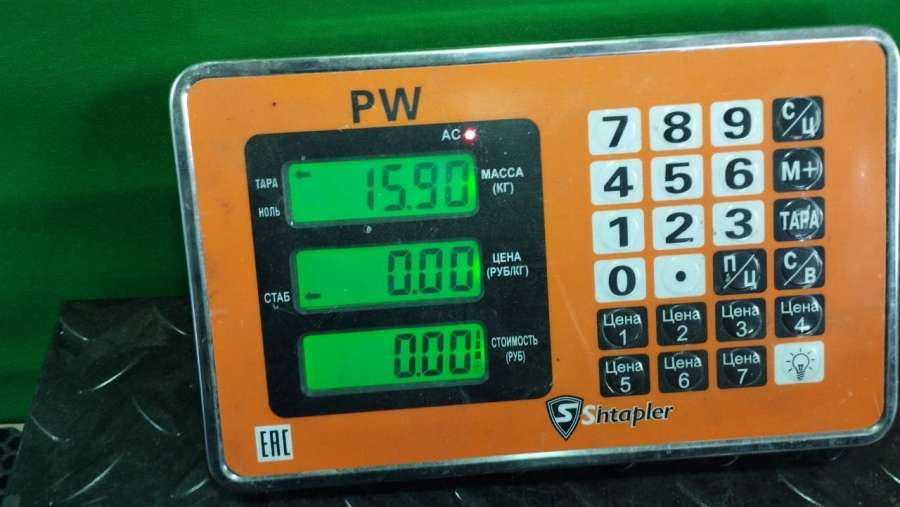 PW
AC
ТАРА
НОЛЬ
15.90
МАССА
(КГ)
0.00
ЦЕНА
(РУБ/КГ)
СТАБ
0.00
СТОИМОСТЬ
(РУБ)
7 8 9 С/Ц
4 5 6 М+
1 2 3 ТАРА
0 • П/Ц С/В
Цена 1 Цена 2 Цена 3 Цена 4
Цена 5 Цена 6 Цена 7
S Shtapler
EAC